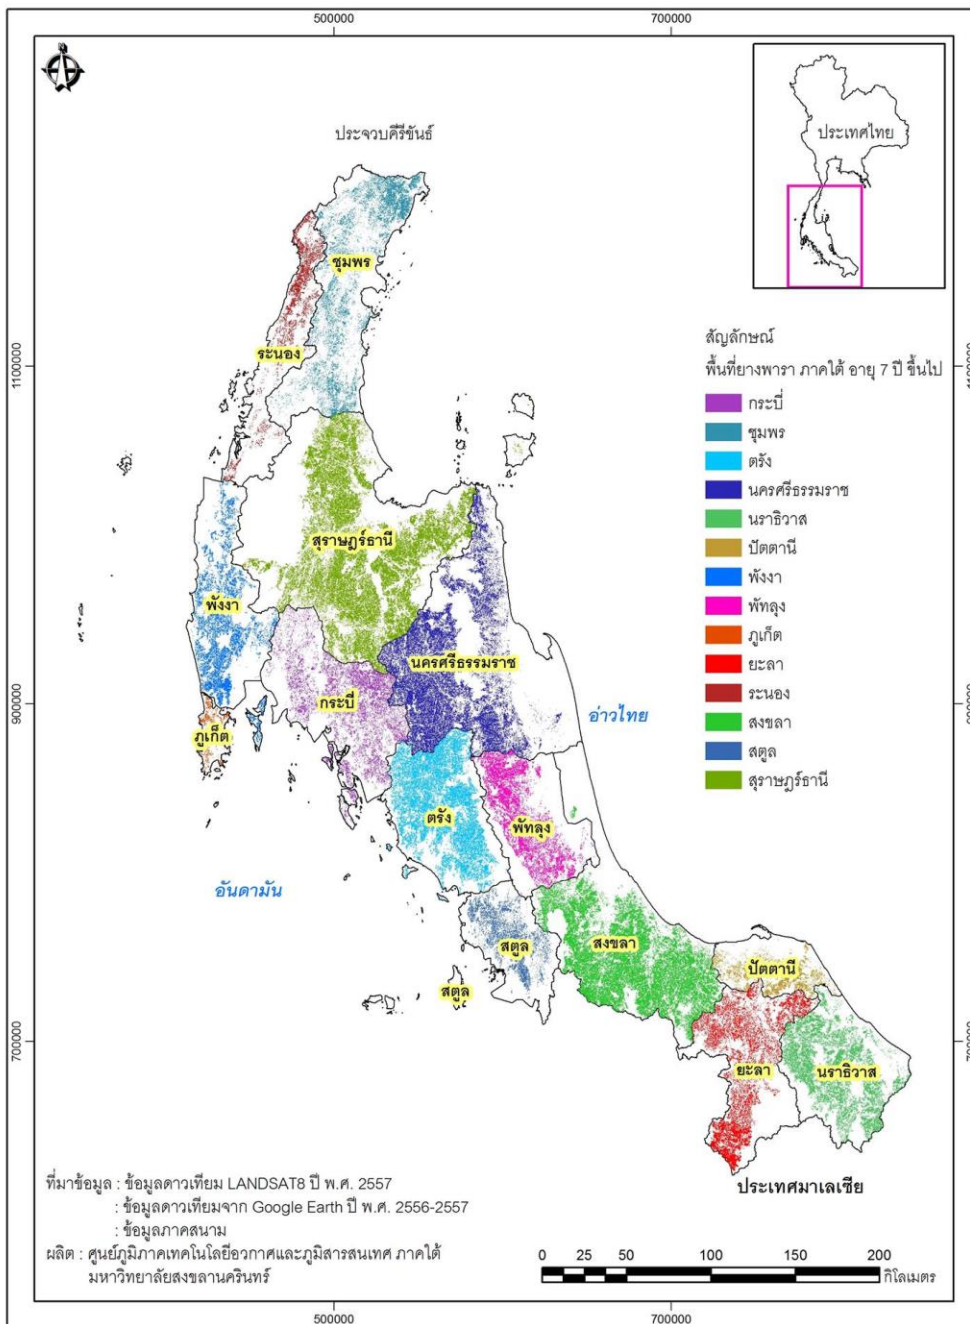 500000
700000
ประเทศไทย
ประจวบคีรีขันธ์
ชุมพร
ระนอง
1100000
1100000
สัญลักษณ์
พื้นที่ยางพารา ภาคใต้ อายุ 7 ปี ขึ้นไป
กระบี่
ชุมพร
ตรัง
นครศรีธรรมราช
นราธิวาส
ปัตตานี
พังงา
พัทลุง
ภูเก็ต
ยะลา
ระนอง
สงขลา
สตูล
สุราษฎร์ธานี
สุราษฎร์ธานี
พังงา
นครศรีธรรมราช
กระบี่
900000
900000
อ่าวไทย
ภูเก็ต
ตรัง
พัทลุง
อันดามัน
สตูล
สงขลา
ปัตตานี
สตูล
700000
700000
ยะลา
นราธิวาส
ประเทศมาเลเซีย
ที่มาข้อมูล : ข้อมูลดาวเทียม LANDSAT8 ปี พ.ศ. 2557
: ข้อมูลดาวเทียมจาก Google Earth ปี พ.ศ. 2556-2557
: ข้อมูลภาคสนาม
ผลิต : ศูนย์ภูมิภาคเทคโนโลยีอวกาศและภูมิสารสนเทศ ภาคใต้
มหาวิทยาลัยสงขลานครินทร์
0 25 50 100 150 200
กิโลเมตร
500000
700000